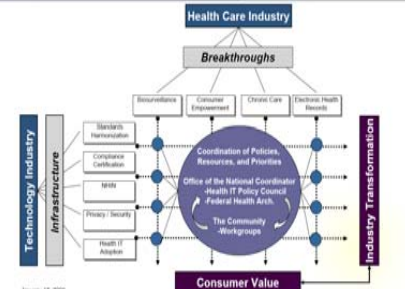 Health Care Industry
Breakthroughs
Biosurveillance
Consumer
Empowerment
Chronic Care
Electronic Health
Records
Technology Industry
Infrastructure
Standards
Harmonization
Compliance
Certification
NHIN
Privacy / Security
Health IT
Adoption
Coordination of Policies,
Resources, and Priorities
Office of the National Coordinator
-Health IT Policy Council
-Federal Health Arch.
The Community
-Workgroups
Industry Transformation
Consumer Value